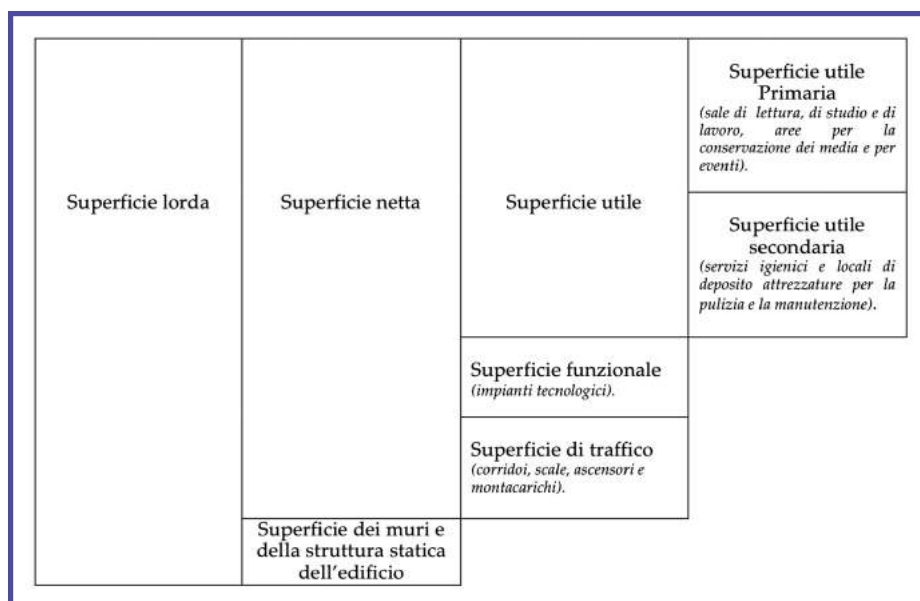 Superficie lorda
Superficie netta
Superficie utile
Superficie utile
Primaria
(sale di lettura, di studio e di
lavoro, aree per la
conservazione dei media e per
eventi).
Superficie utile
secondaria
(servizi igienici e locali di
deposito attrezzature per la
pulizia e la manutenzione).
Superficie funzionale
(impianti tecnologici).
Superficie di traffico
(corridoi, scale, ascensori e
montacarichi).
Superficie dei muri e
della struttura statica
dell'edificio